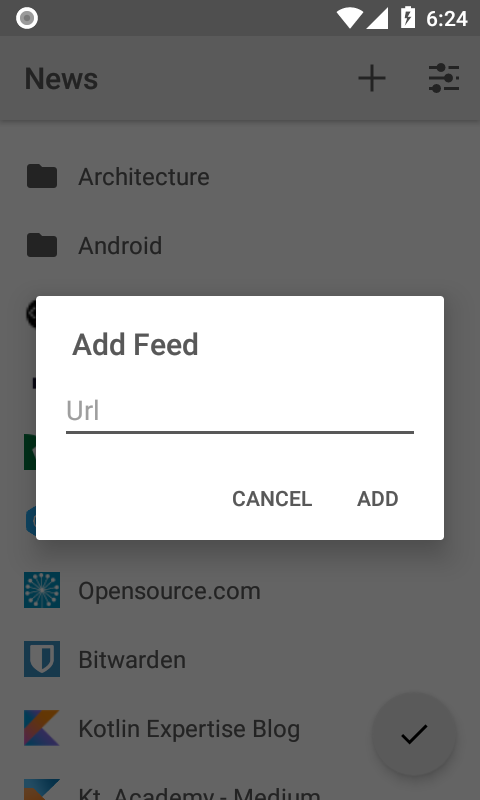 6:24
News
Architecture
Android
Add Feed
Url
CANCEL ADD
Opensource.com
Bitwarden
Kotlin Expertise Blog
Kt. Academy - Medium